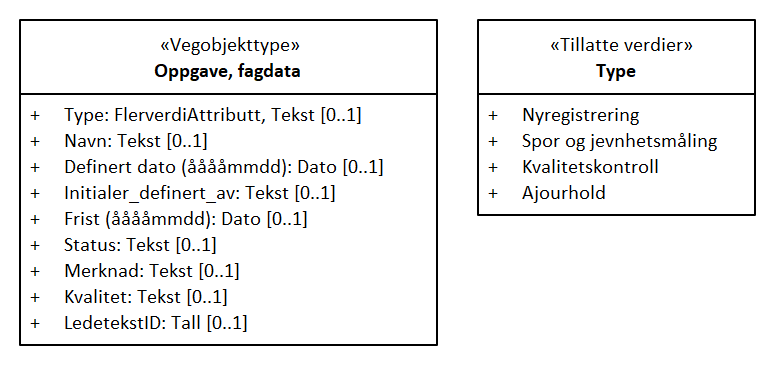 «Vegobjekttype»
Oppgave, fagdata
+ Type: FlerverdiAttributt, Tekst [0..1]
+ Navn: Tekst [0..1]
+ Definert dato (ååååmmdd): Dato [0..1]
+ Initialer_definert_av: Tekst [0..1]
+ Frist (ååååmmdd): Dato [0..1]
+ Status: Tekst [0..1]
+ Merknad: Tekst [0..1]
+ Kvalitet: Tekst [0..1]
+ LedetekstID: Tall [0..1]
«Tillatte verdier»
Type
+ Nyregistrering
+ Spor og jevnhetsmåling
+ Kvalitetskontroll
+ Ajourhold